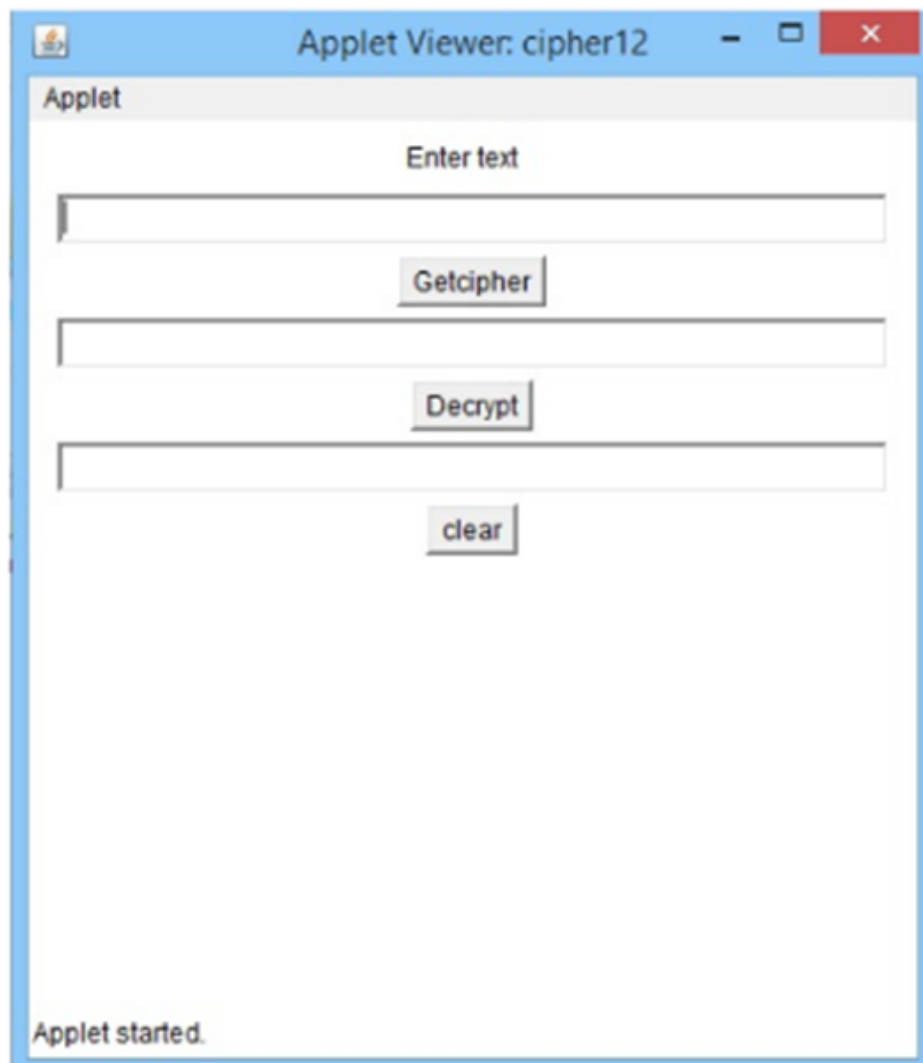 Applet Viewer: cipher12
Applet
Enter text
Getcipher
Decrypt
clear
Applet started.